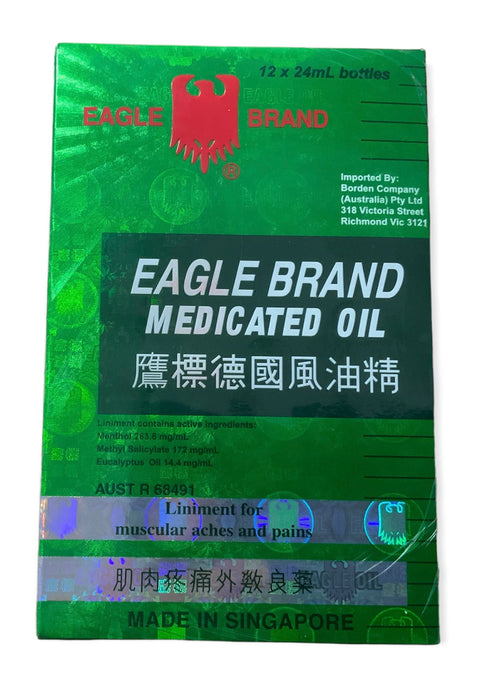 12 x 24mL bottles
EAGLE BRAND
®
Imported By:
Borden Company
(Australia) Pty Ltd
318 Victoria Street
Richmond Vic 3121
EAGLE BRAND
MEDICATED OIL
鷹標德國風油精
Liniment contains active ingredients:
Menthol 263.6 mg/mL
Methyl Salicylate 172 mg/mL
Eucalyptus Oil 14.4 mg/mL
AUST R 68491
Liniment for
muscular aches and pains
肌肉疼痛外敷良藥
EAGLE OIL
MADE IN SINGAPORE